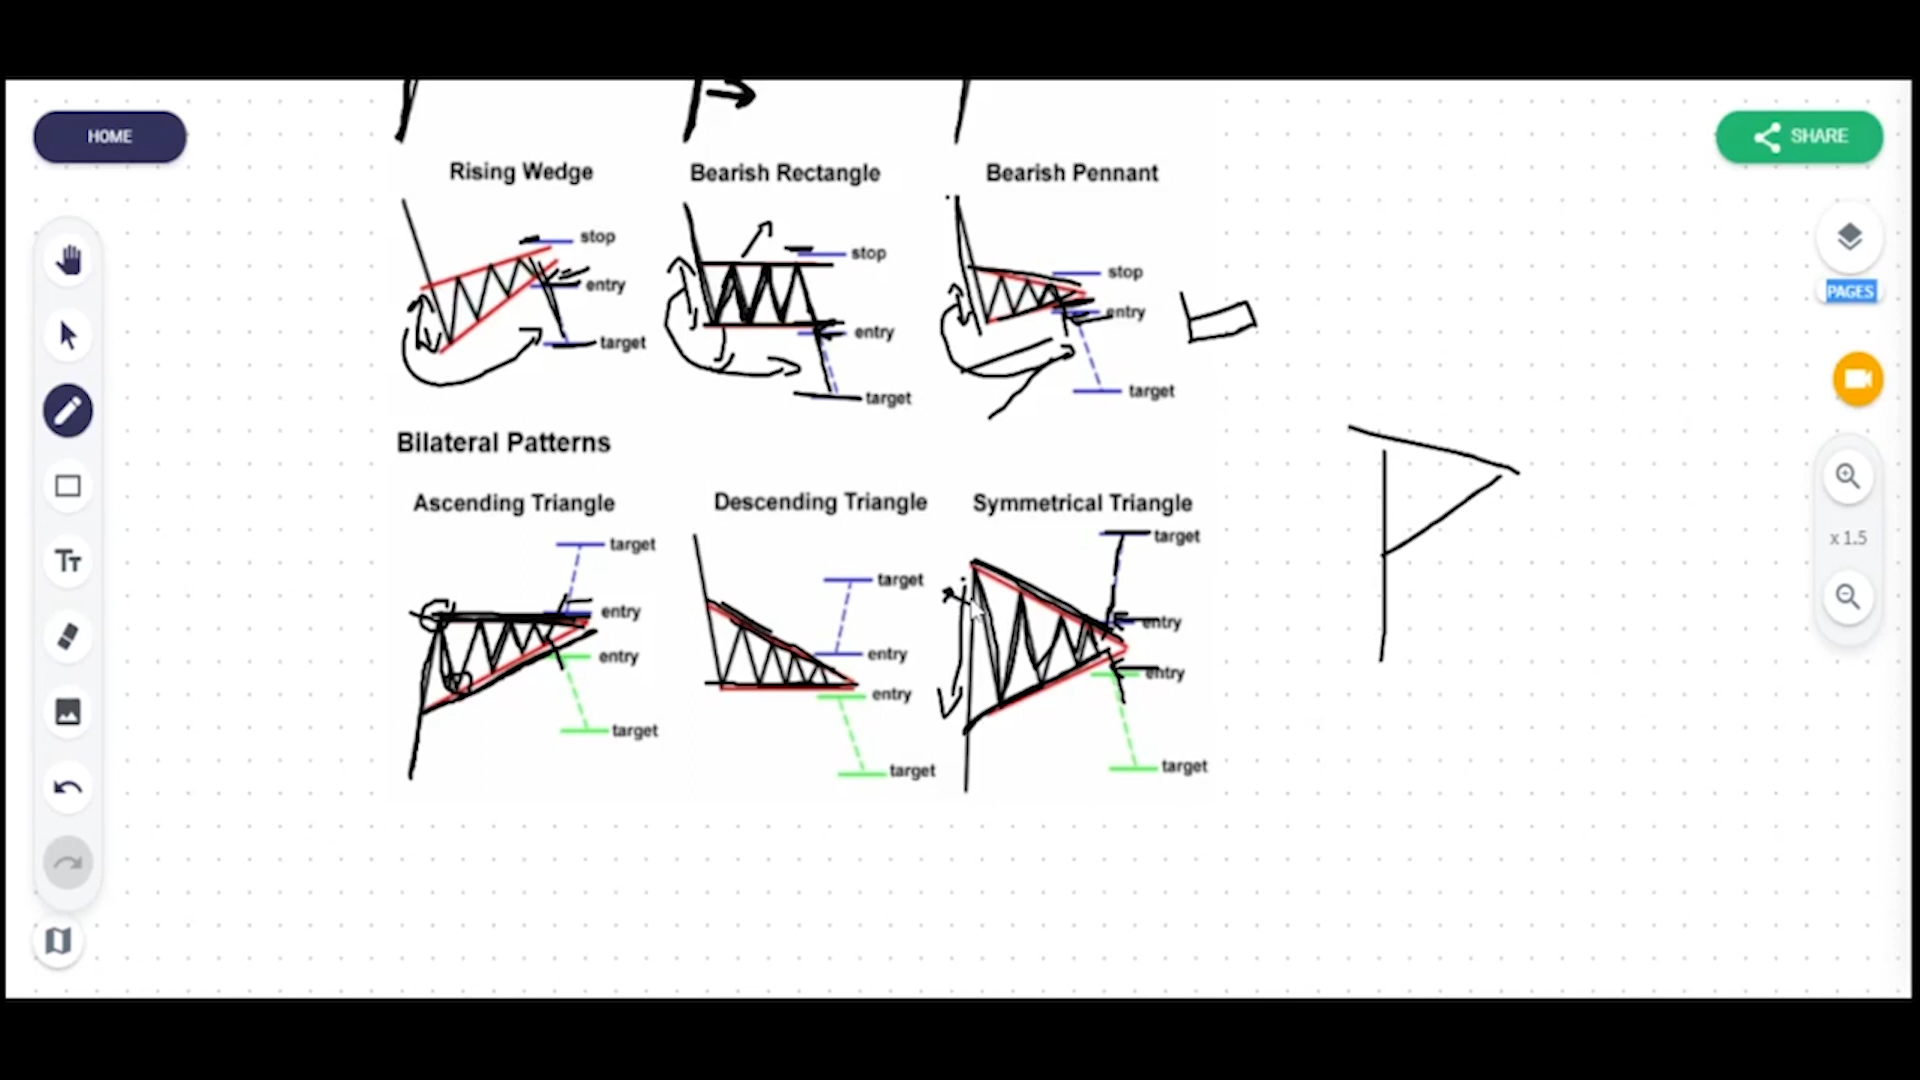 HOME
SHARE
PAGES
x 1.5
Rising Wedge
Bearish Rectangle
Bearish Pennant
stop
entry
target
stop
entry
target
stop
entry
target
Bilateral Patterns
Ascending Triangle
Descending Triangle
Symmetrical Triangle
target
entry
entry
target
target
entry
entry
target
target
entry
entry
target
Tт